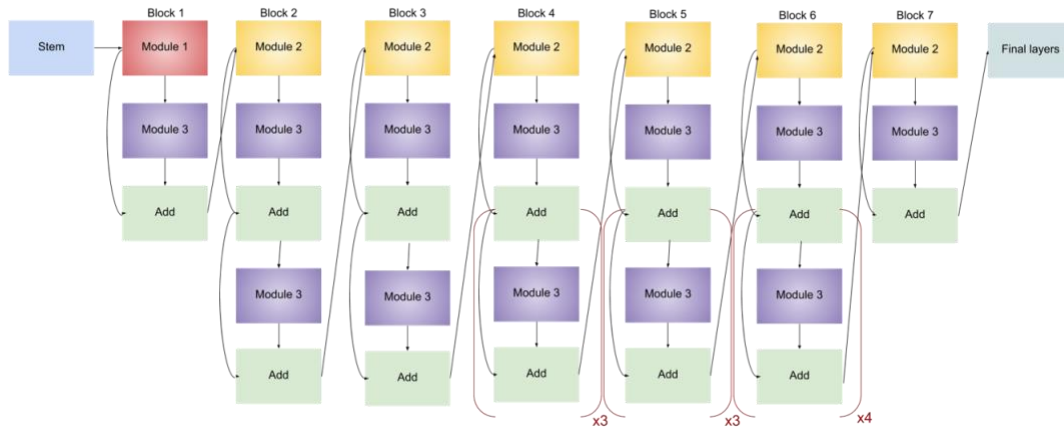 Block 1
Block 2
Block 3
Block 4
Block 5
Block 6
Block 7
Stem
Module 1
Module 2
Module 2
Module 2
Module 2
Module 2
Module 2
Final layers
Module 3
Module 3
Module 3
Module 3
Module 3
Module 3
Module 3
Add
Add
Add
Add
Add
Add
Add
Module 3
Module 3
Module 3
Module 3
Module 3
Add
Add
Add
Add
Add
x3
x3
x4